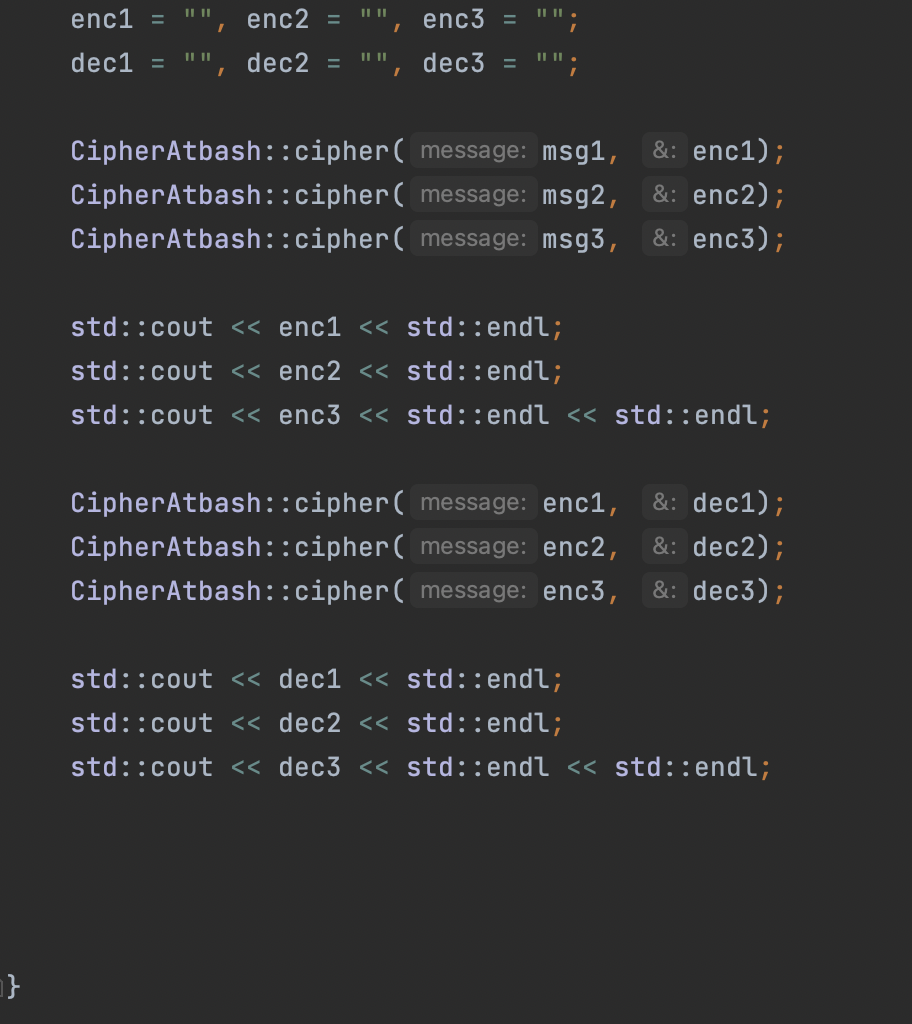 enc1 = "", enc2 = "", enc3 = "";
dec1 = "", dec2 = "", dec3 = "";
CipherAtbash::cipher( message: msg1, &: enc1);
CipherAtbash::cipher( message: msg2, &: enc2);
CipherAtbash::cipher( message: msg3, &: enc3);
std::cout << enc1 << std::endl;
std::cout << enc2 << std::endl;
std::cout << enc3 << std::endl << std::endl;
CipherAtbash::cipher( message: enc1, &: dec1);
CipherAtbash::cipher( message: enc2, &: dec2);
CipherAtbash::cipher( message: enc3, &: dec3);
std::cout << dec1 << std::endl;
std::cout << dec2 << std::endl;
std::cout << dec3 << std::endl << std::endl;
}